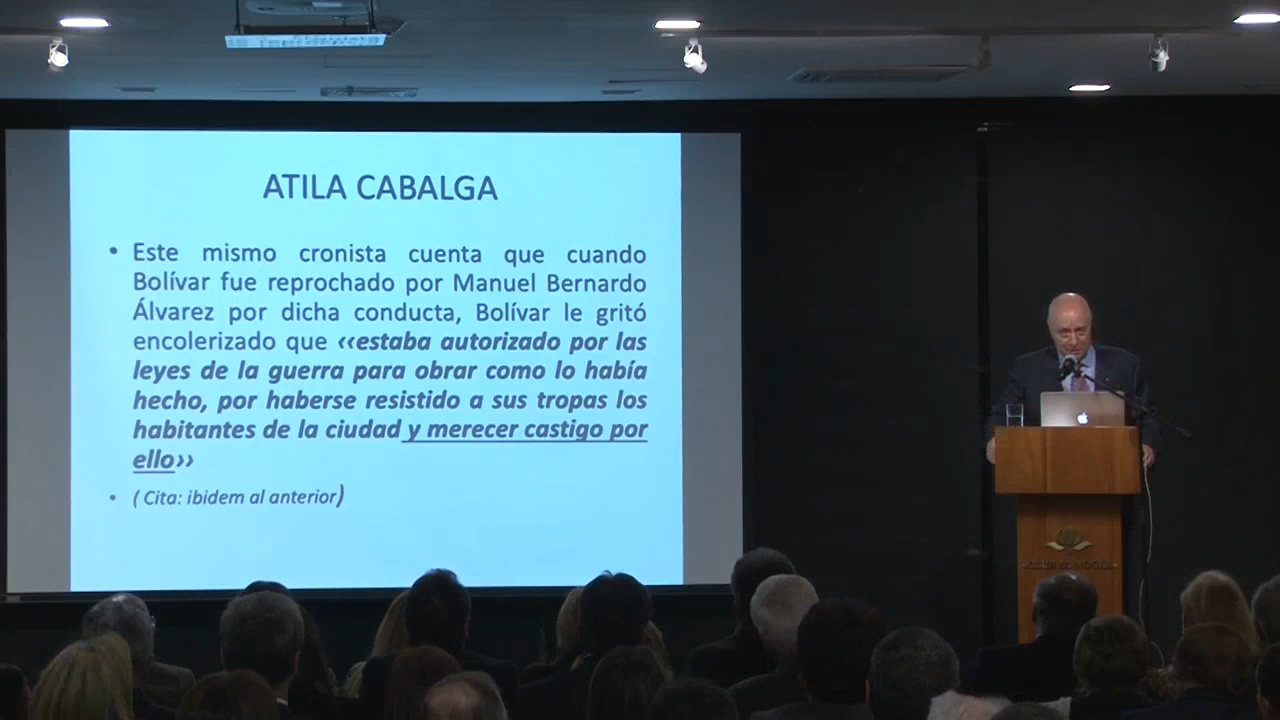 ATILA CABALGA
• Este mismo cronista cuenta que cuando
Bolívar fue reprochado por Manuel Bernardo
Álvarez por dicha conducta, Bolívar le gritó
encolerizado que ‹‹estaba autorizado por las
leyes de la guerra para obrar como lo había
hecho, por haberse resistido a sus tropas los
habitantes de la ciudad y merecer castigo por
ello››
• ( Cita: ibidem al anterior)